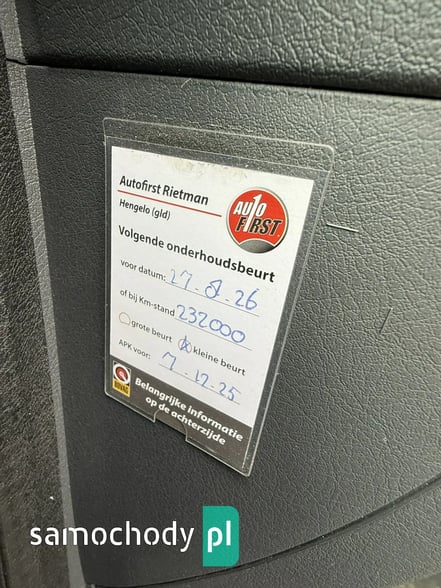 Autofirst Rietman
Hengelo (gld)
AUTO
FIRST
Volgende onderhoudsbeurt
voor datum: 27 - 8 - 26
of bij Km-stand 232000
grote beurt kleine beurt
APK voor: 7 - 12 - 25
BOVAG
Belangrijke informatie
op de achterzijde
samochody pl